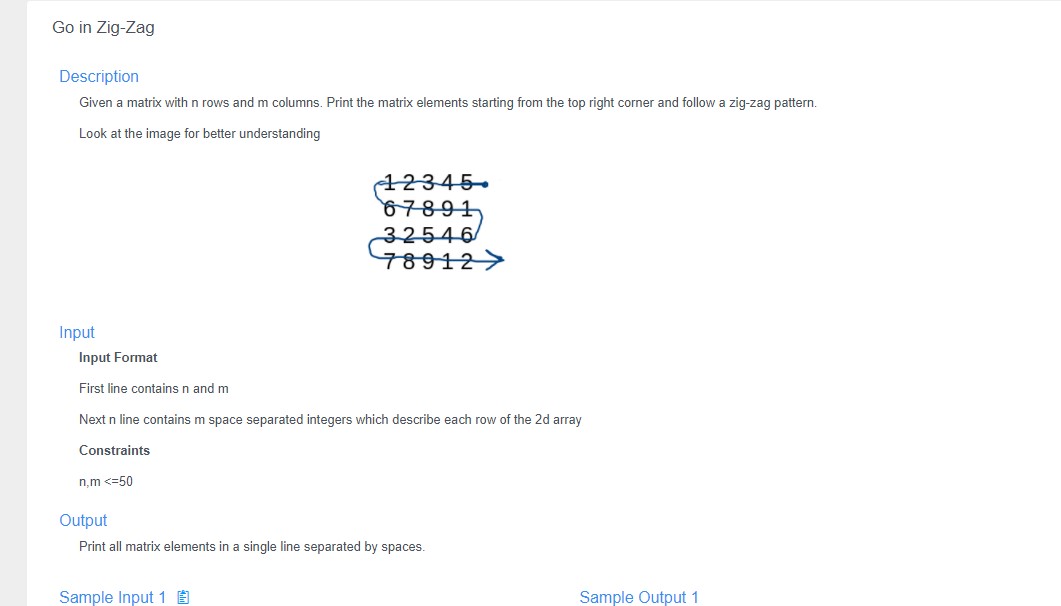 Go in Zig-Zag
Description
Given a matrix with n rows and m columns. Print the matrix elements starting from the top right corner and follow a zig-zag pattern.
Look at the image for better understanding
1 2 3 4 5
6 7 8 9 1
3 2 5 4 6
7 8 9 1 2
Input
Input Format
First line contains n and m
Next n line contains m space separated integers which describe each row of the 2d array
Constraints
n,m <=50
Output
Print all matrix elements in a single line separated by spaces.
Sample Input 1
Sample Output 1